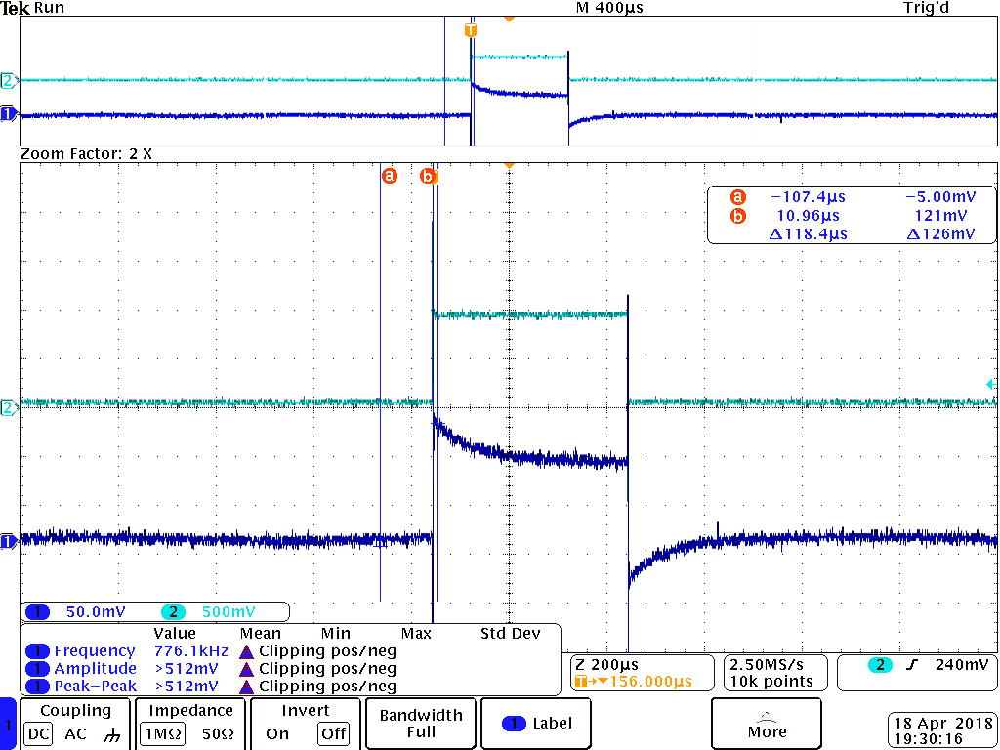 Tek Run M 400µs Trig'd
T
2
1
Zoom Factor: 2 X
a b
a -107.4µs -5.00mV
b 10.96µs 121mV
Δ118.4µs Δ126mV
2
1
1 50.0mV 2 500mV
Value Mean Min Max Std Dev
1 Frequency 776.1kHz Clipping pos/neg
1 Amplitude >512mV Clipping pos/neg
1 Peak-Peak >512mV Clipping pos/neg
Z 200µs
T→▼156.000µs
2.50MS/s
10k points
2 240mV
1
Coupling
DC AC
Impedance
1MΩ 50Ω
Invert
On Off
Bandwidth
Full
1 Label
More
18 Apr 2018
19:30:16